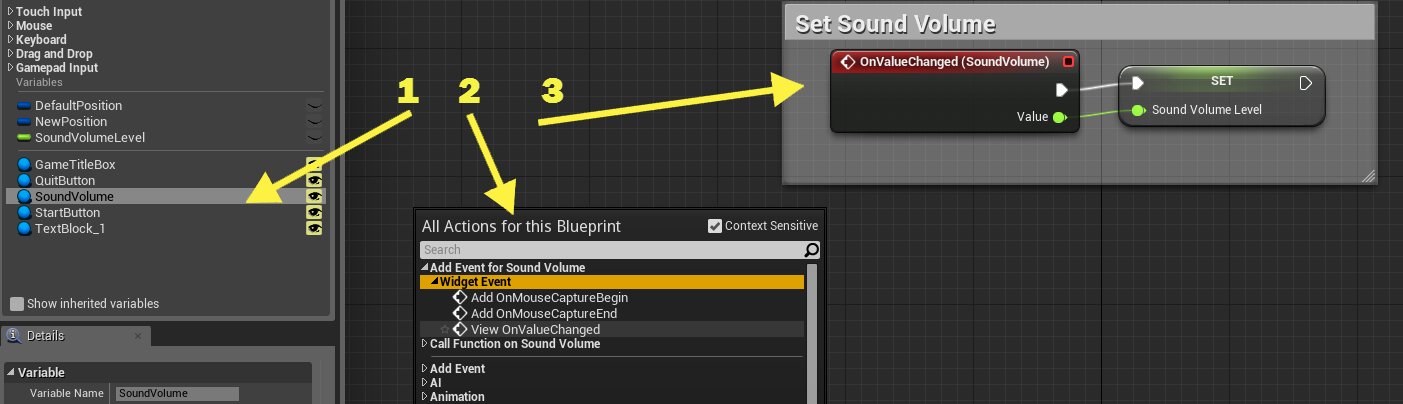 Touch Input
Mouse
Keyboard
Drag and Drop
Gamepad Input
Variables
DefaultPosition
NewPosition
SoundVolumeLevel
GameTitleBox
QuitButton
SoundVolume
StartButton
TextBlock_1
Show inherited variables
Details
Variable
Variable Name SoundVolume
1 2 3
Set Sound Volume
OnValueChanged (SoundVolume)
Value
SET
Sound Volume Level
All Actions for this Blueprint Context Sensitive
Search
Add Event for Sound Volume
Widget Event
Add OnMouseCaptureBegin
Add OnMouseCaptureEnd
View OnValueChanged
Call Function on Sound Volume
Add Event
AI
Animation